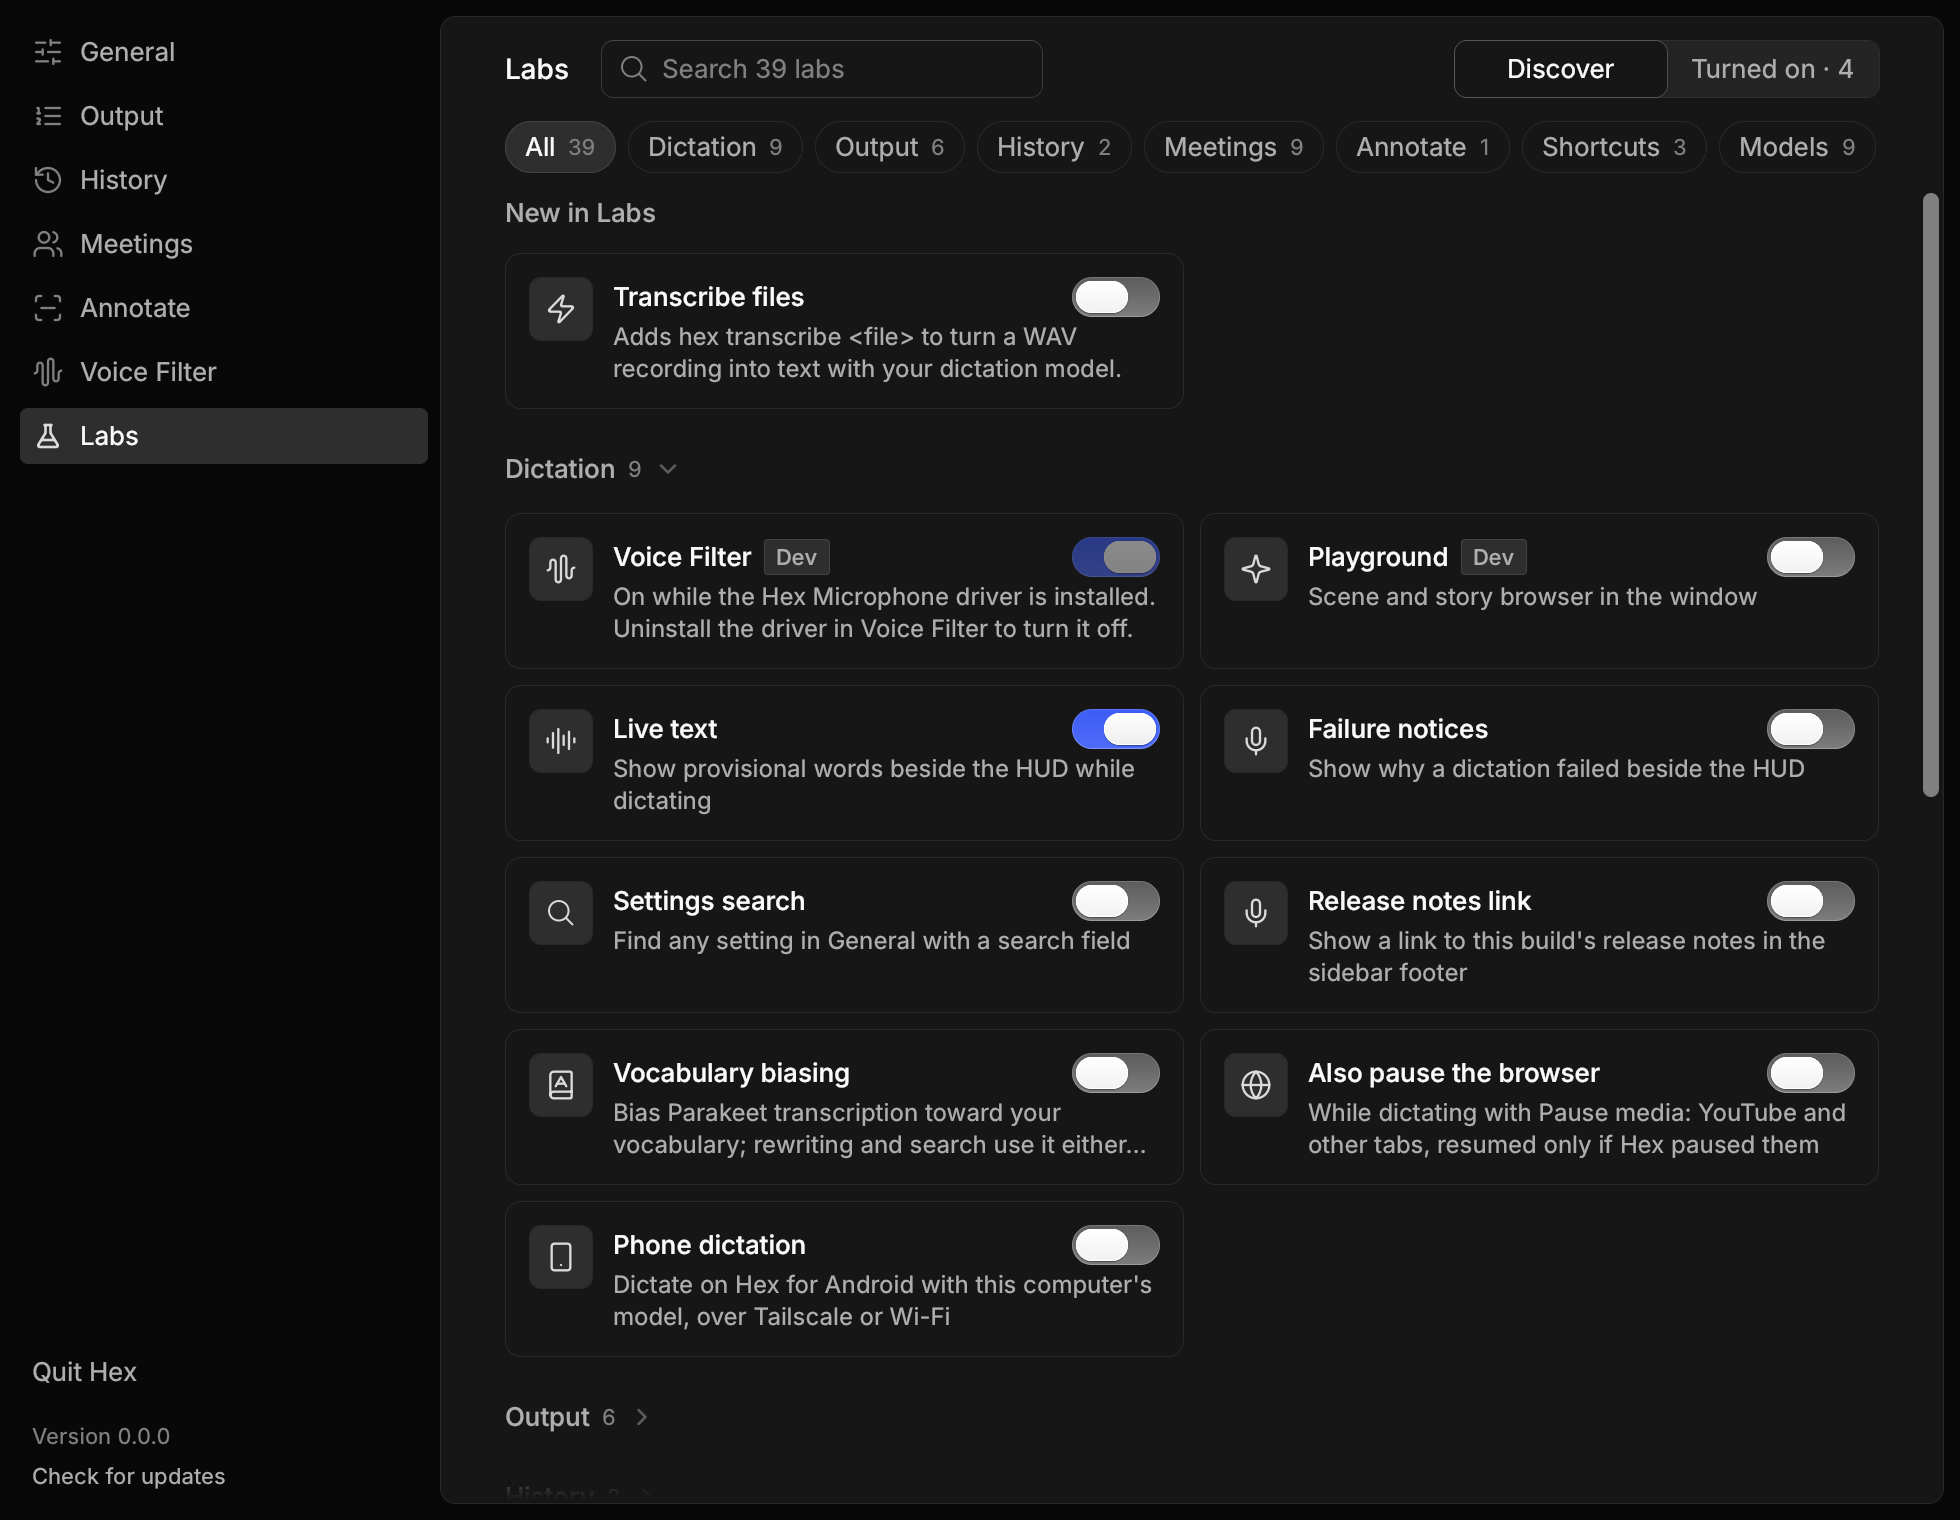 General
Output
History
Meetings
Annotate
Voice Filter
Labs
Quit Hex
Version 0.0.0
Check for updates
Labs
Search 39 labs
Discover
Turned on · 4
All 39
Dictation 9
Output 6
History 2
Meetings 9
Annotate 1
Shortcuts 3
Models 9
New in Labs
Transcribe files
Adds hex transcribe <file> to turn a WAV
recording into text with your dictation model.
Dictation 9
Voice Filter Dev
On while the Hex Microphone driver is installed.
Uninstall the driver in Voice Filter to turn it off.
Playground Dev
Scene and story browser in the window
Live text
Show provisional words beside the HUD while
dictating
Failure notices
Show why a dictation failed beside the HUD
Settings search
Find any setting in General with a search field
Release notes link
Show a link to this build's release notes in the
sidebar footer
Vocabulary biasing
Bias Parakeet transcription toward your
vocabulary; rewriting and search use it either...
Also pause the browser
While dictating with Pause media: YouTube and
other tabs, resumed only if Hex paused them
Phone dictation
Dictate on Hex for Android with this computer's
model, over Tailscale or Wi-Fi
Output 6
History 2